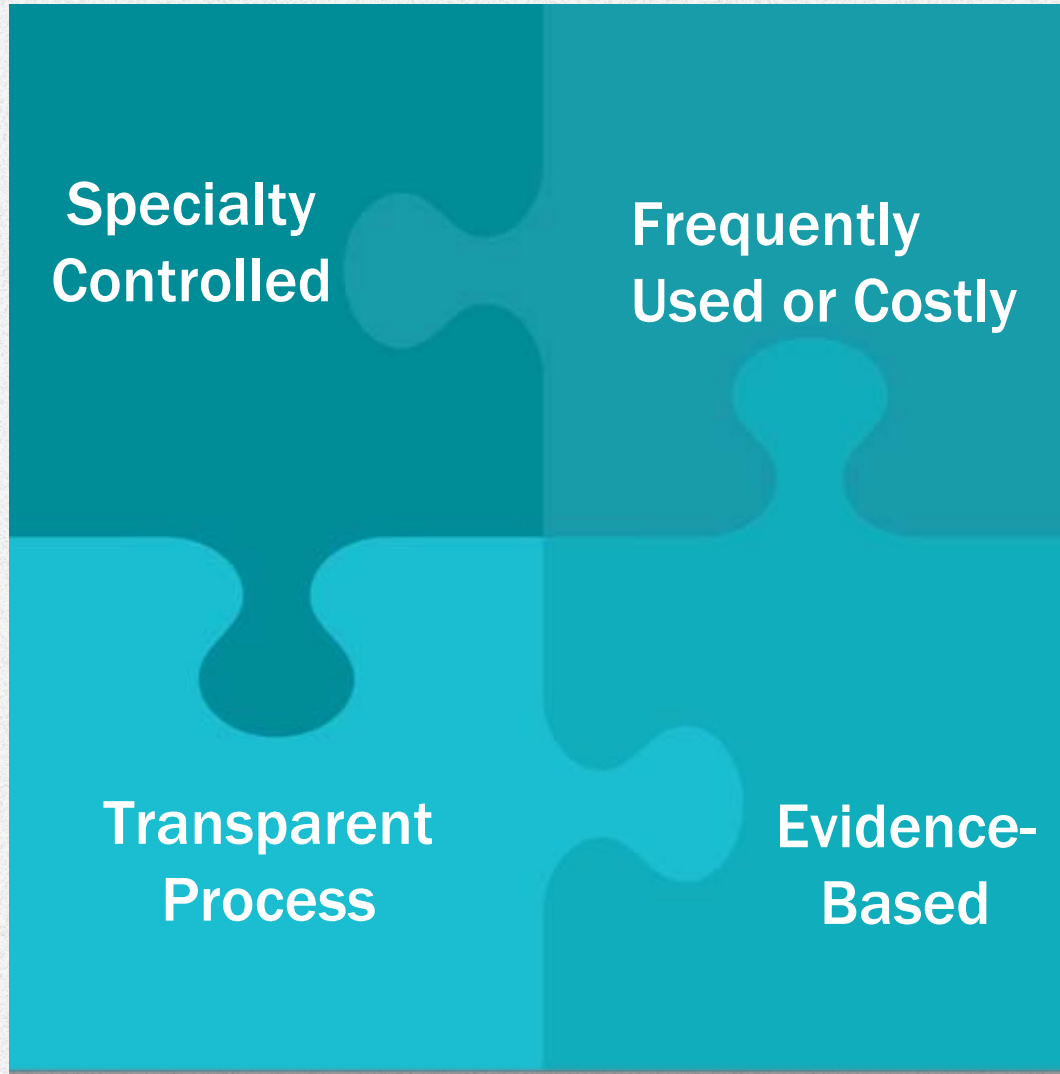 Specialty
Controlled
Frequently
Used or Costly
Transparent
Process
Evidence-
Based